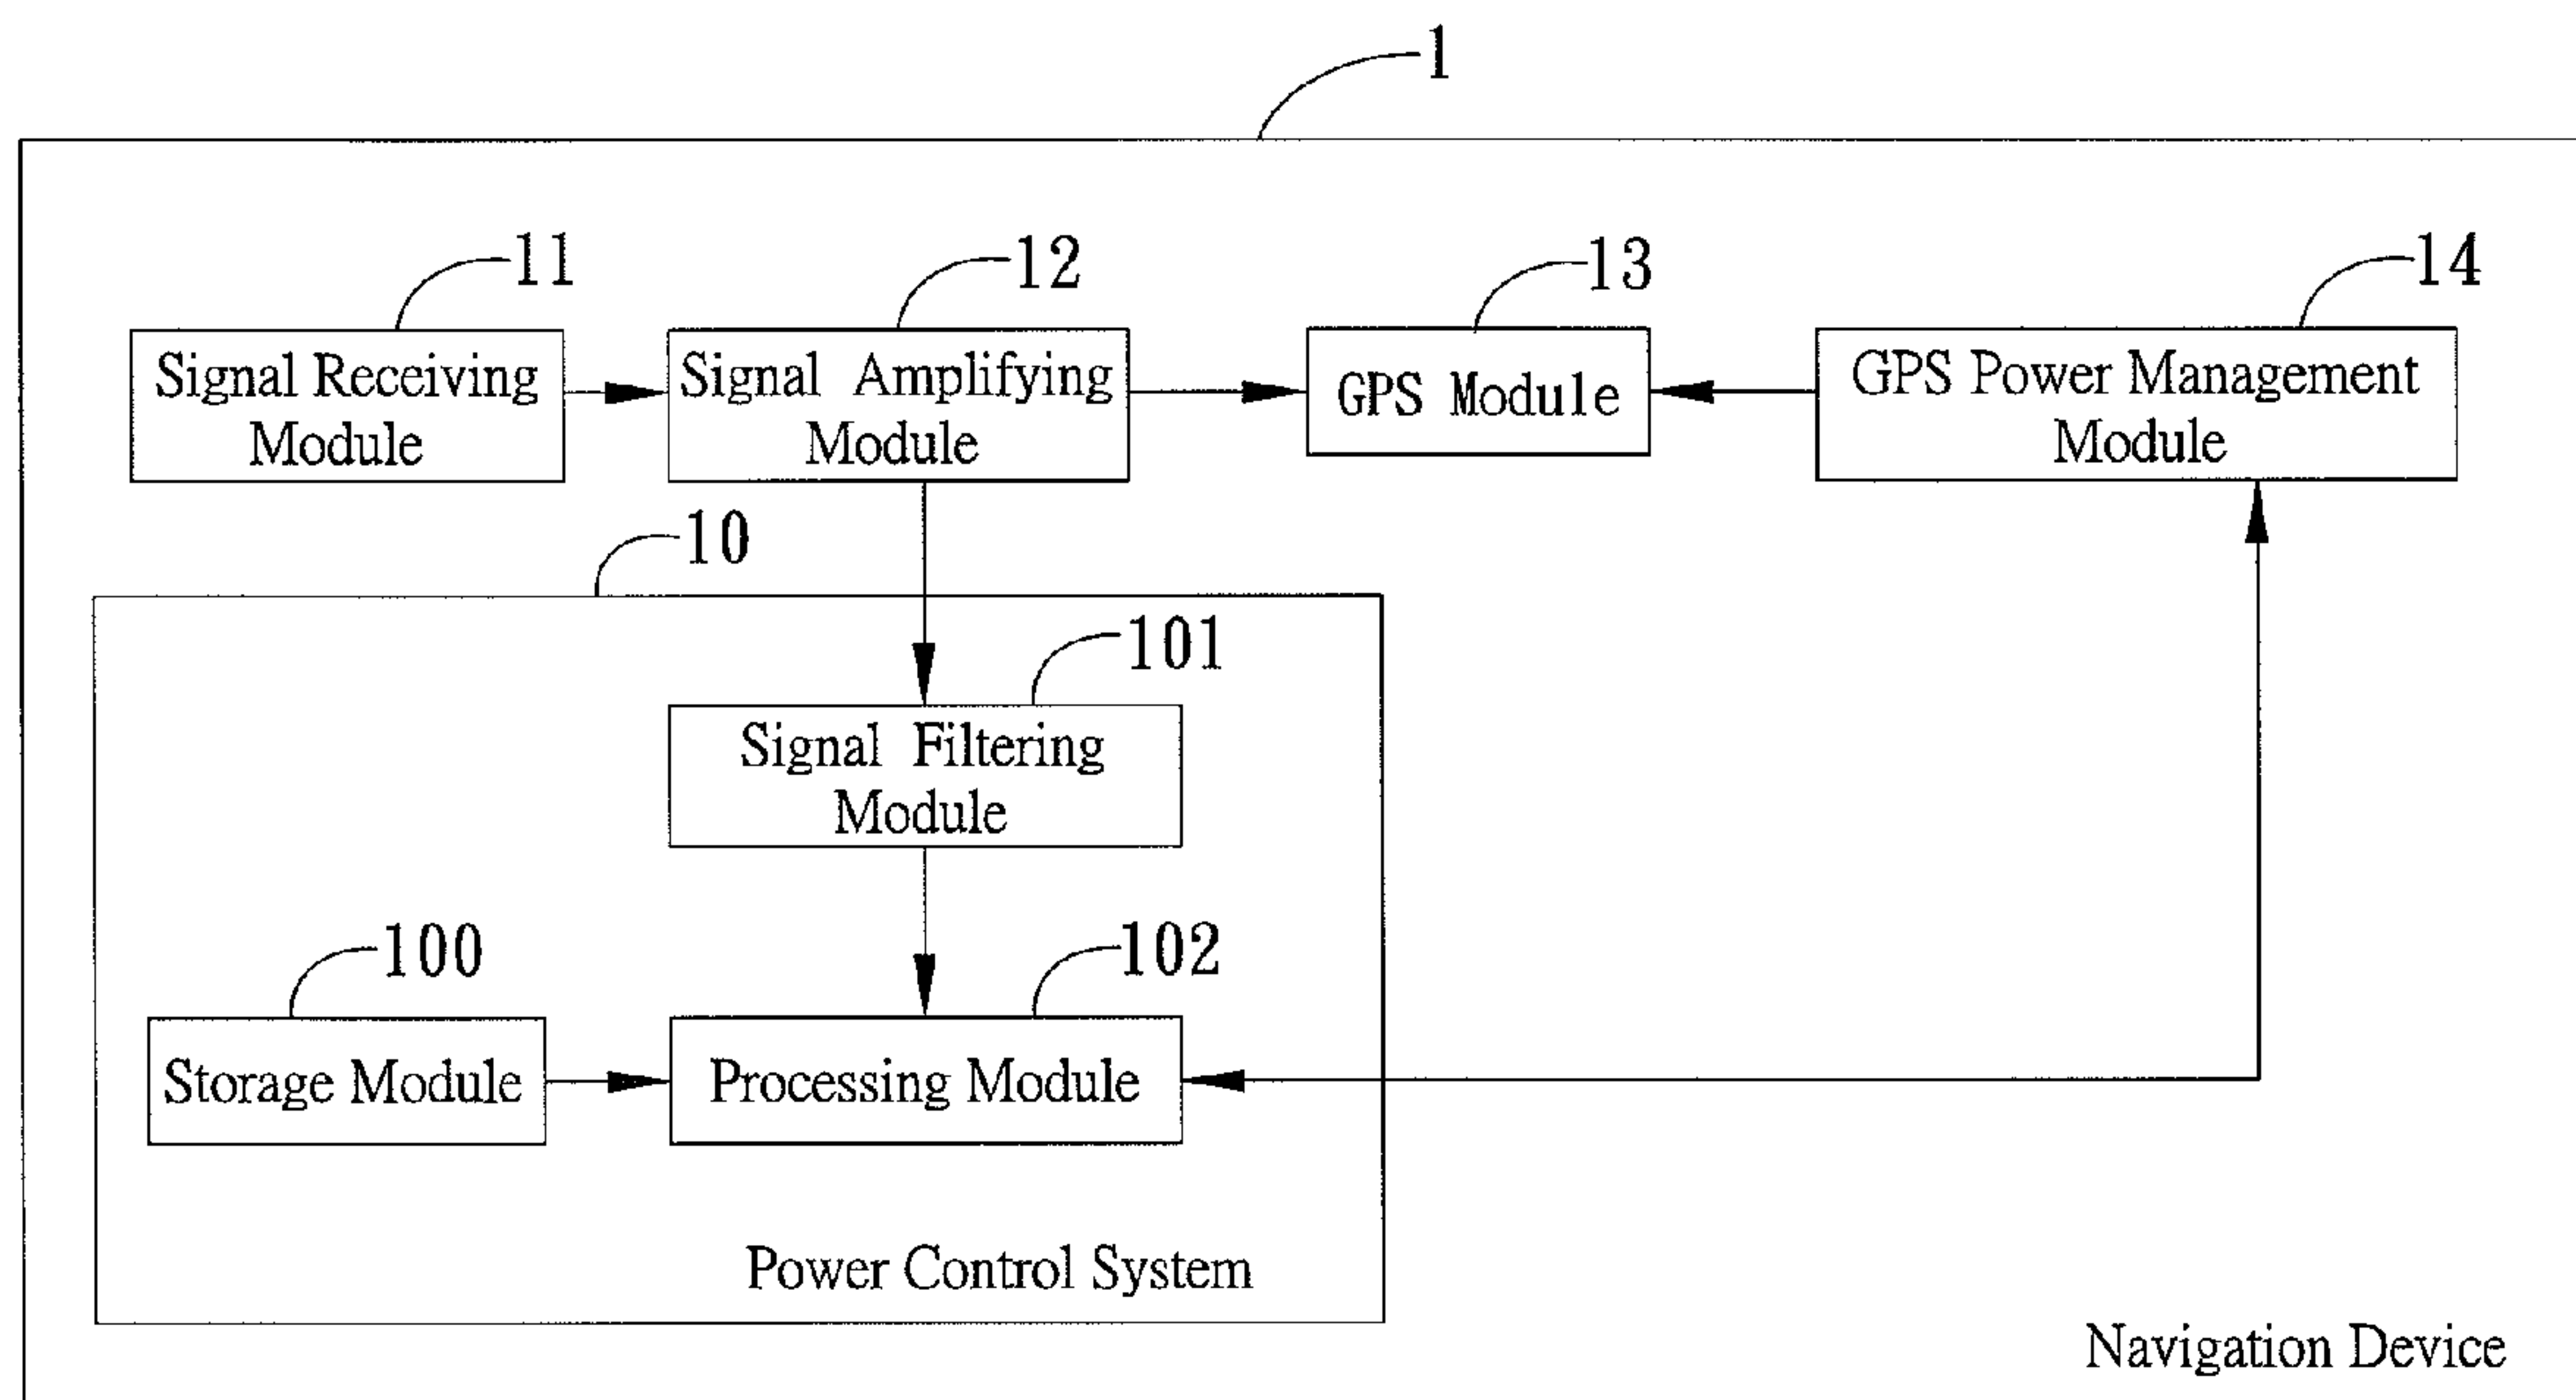 1
11
12
13
14
Signal Receiving
Module
Signal Amplifying
Module
GPS Module
GPS Power Management
Module
10
101
Signal Filtering
Module
100
102
Storage Module
Processing Module
Power Control System
Navigation Device